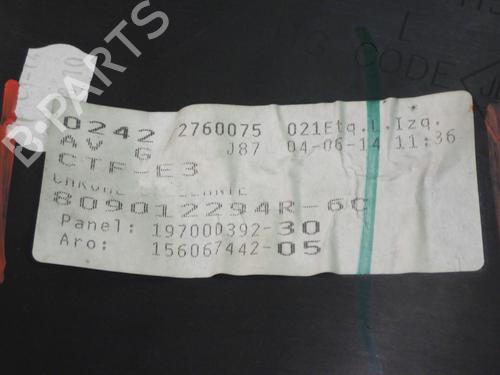 L
CODE
0242 2760075 021Etq.L.Izq.
AV G J87 04-06-14 11:36
CTF-E3
809012294R-6C
Panel: 197000392-30
Aro: 156067442-05
B-PARTS